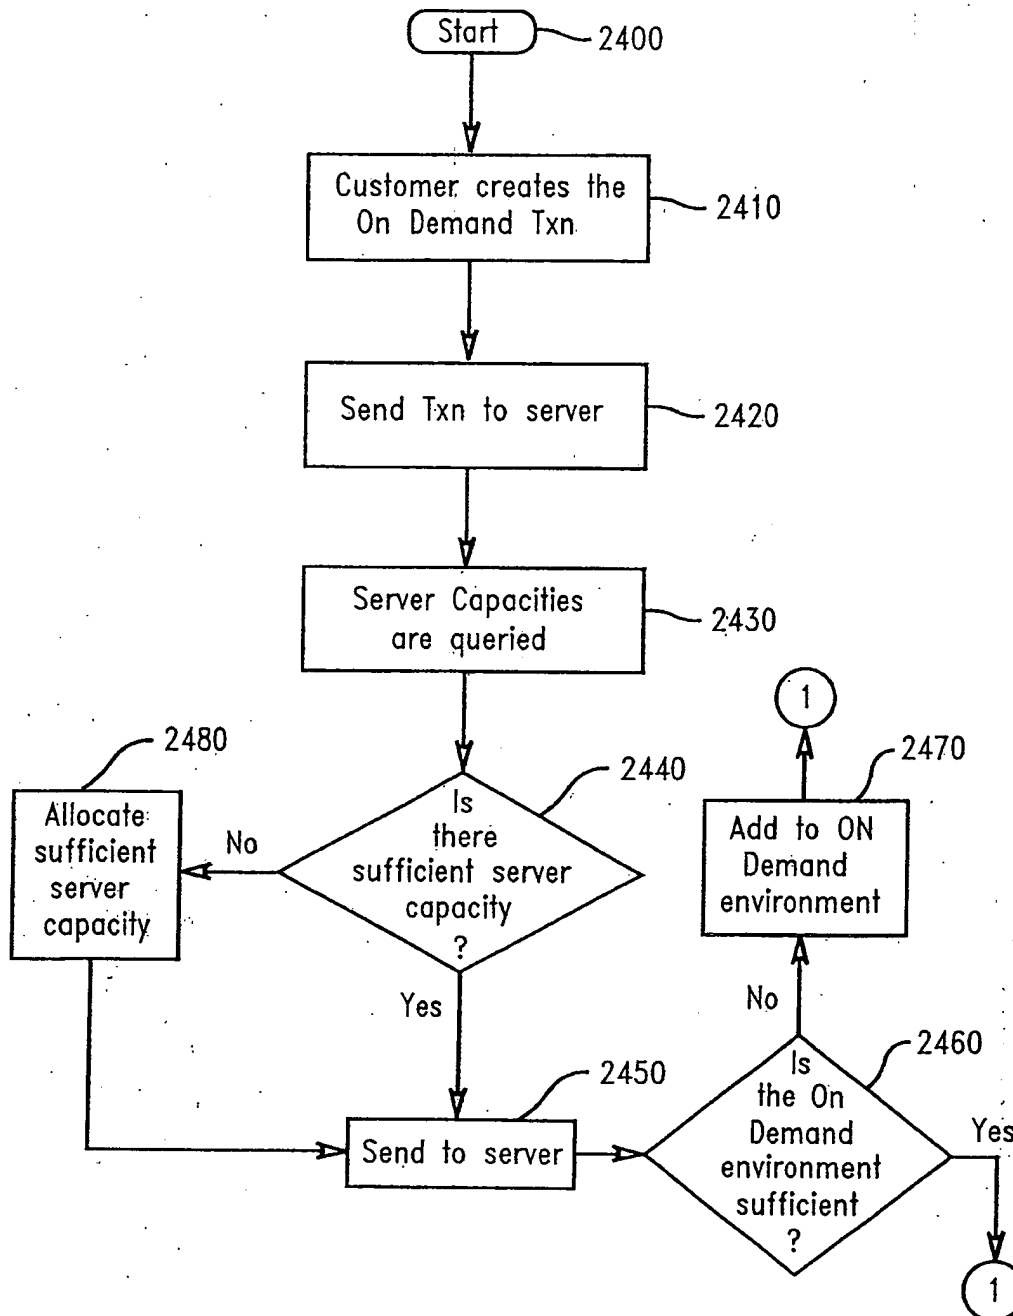 Start
2400
Customer creates the
On Demand Txn
2410
Send Txn to server
2420
Server Capacities
are queried
2430
1
2480
2440
2470
Allocate
sufficient
server
capacity
No
Is
there
sufficient server
capacity
?
Add to ON
Demand
environment
Yes
No
2450
2460
Send to server
Is
the On
Demand
environment
sufficient
?
Yes
1